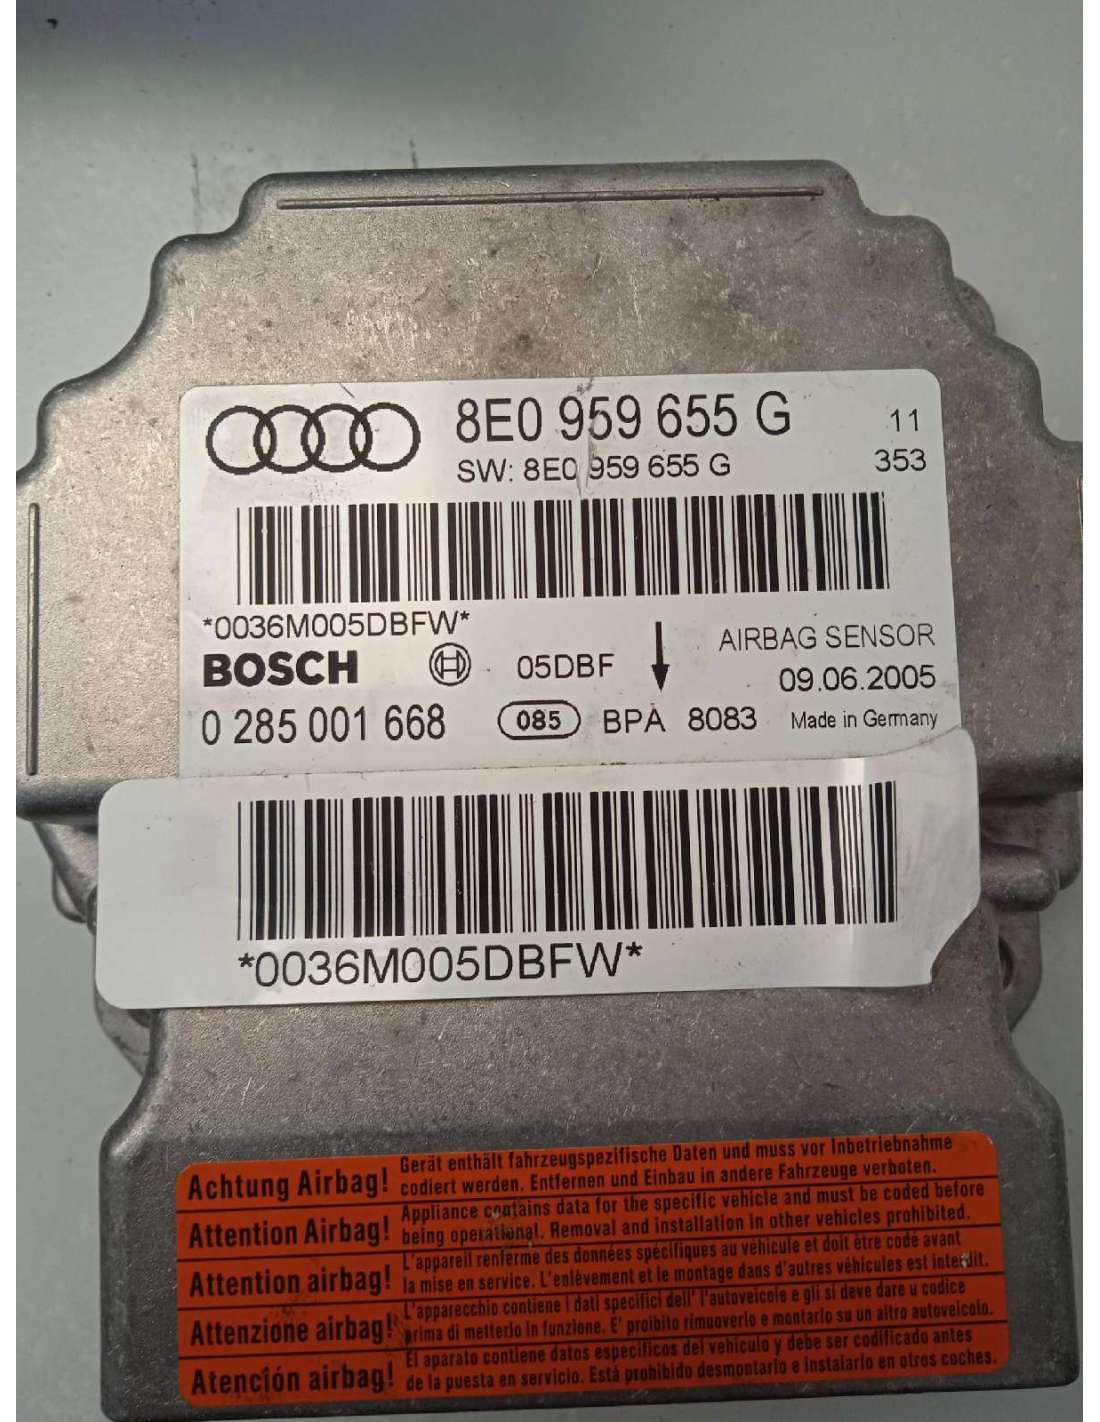 8E0 959 655 G 11
SW: 8E0 959 655 G 353
*0036M005DBFW*
BOSCH 05DBF AIRBAG SENSOR
09.06.2005
0 285 001 668 085 BPA 8083 Made in Germany
*0036M005DBFW*
Achtung Airbag! Gerät enthält fahrzeugspezifische Daten und muss vor Inbetriebnahme
codiert werden. Entfernen und Einbau in andere Fahrzeuge verboten.
Attention Airbag! Appliance contains data for the specific vehicle and must be coded before
being operational. Removal and installation in other vehicles prohibited.
Attention airbag! L'appareil renferme des données spécifiques au véhicule et doit être codé avant
la mise en service. L'enlèvement et le montage dans d'autres véhicules est interdit.
Attenzione airbag! L'apparecchio contiene i dati specifici dell' l'autoveicolo e gli si deve dare u codice
prima di metterlo in funzione. E' proibito rimuoverlo e montarlo su un altro autoveicolo.
Atención airbag! El aparato contiene datos específicos del vehículo y debe ser codificado antes
de la puesta en servicio. Está prohibido desmontarlo e instalarlo en otros coches.